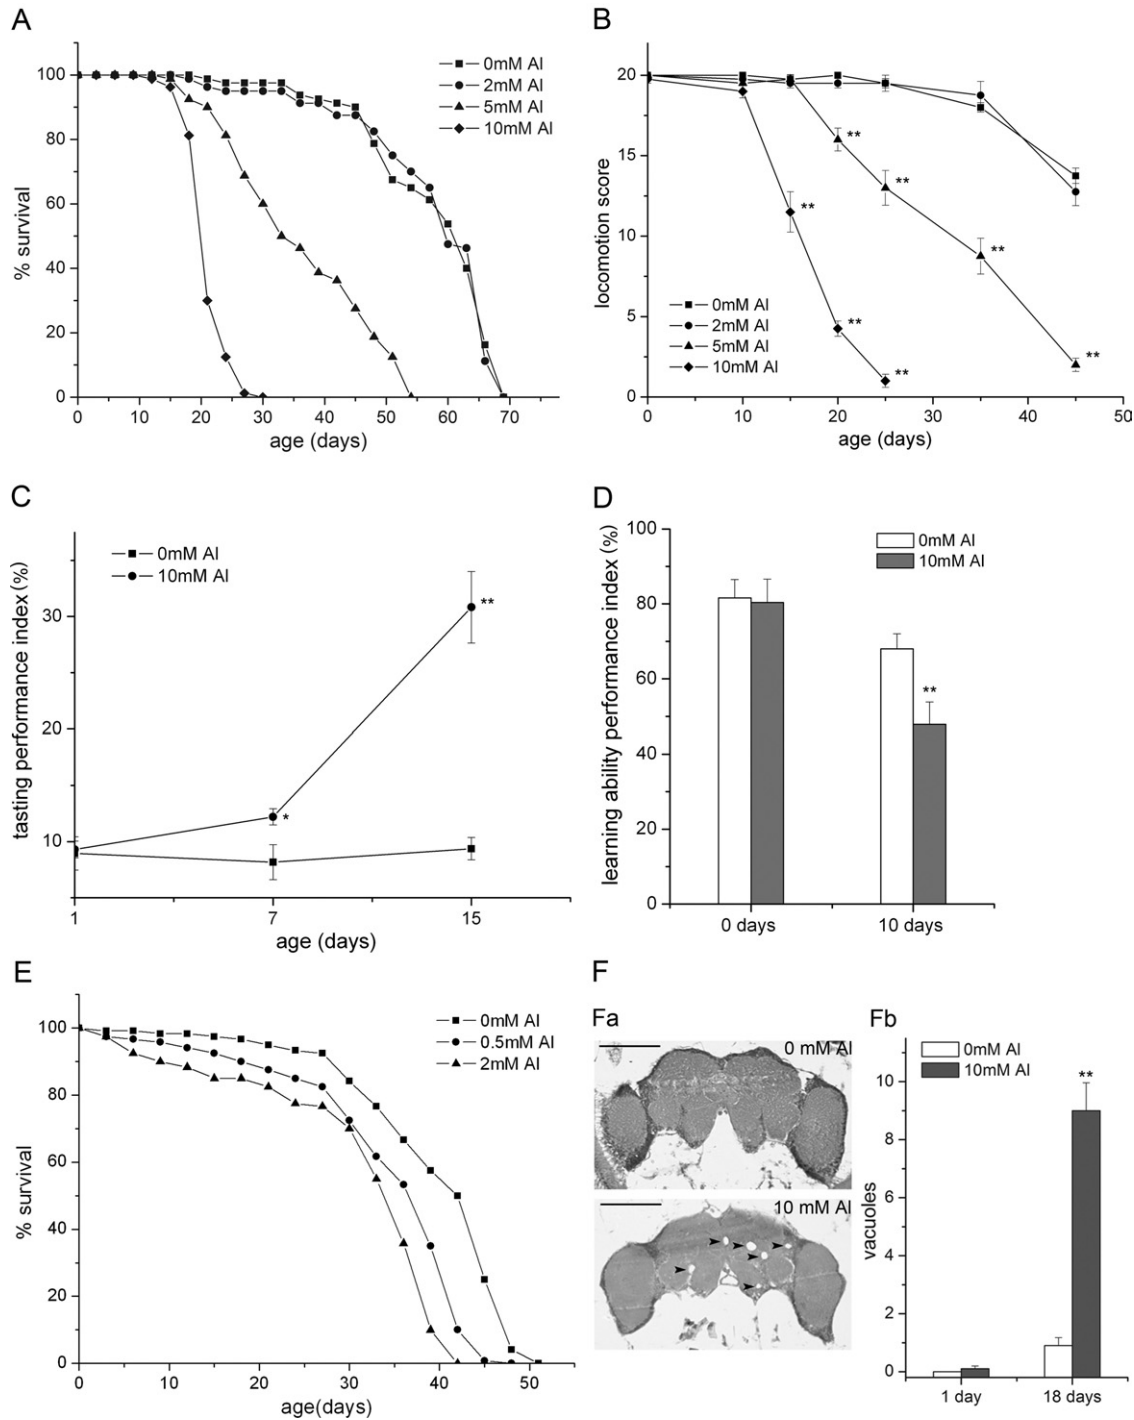 A
0mM Al
2mM Al
5mM Al
10mM Al
100
80
60
40
20
0
% survival
0 10 20 30 40 50 60 70
age (days)
B
20
15
10
5
0
locomotion score
**
**
**
**
**
**
**
0mM Al
2mM Al
5mM Al
10mM Al
0 10 20 30 40 50
age (days)
C
0mM Al
10mM Al
30
20
10
tasting performance index (%)
*
**
1 7 15
age (days)
D
0mM Al
10mM Al
100
80
60
40
20
0
learning ability performance index (%)
**
0 days 10 days
E
0mM Al
0.5mM Al
2mM Al
100
80
60
40
20
0
% survival
0 10 20 30 40 50
age(days)
F
Fa
0 mM Al
10 mM Al
Fb
0mM Al
10mM Al
10
8
6
4
2
0
vacuoles
**
1 day 18 days